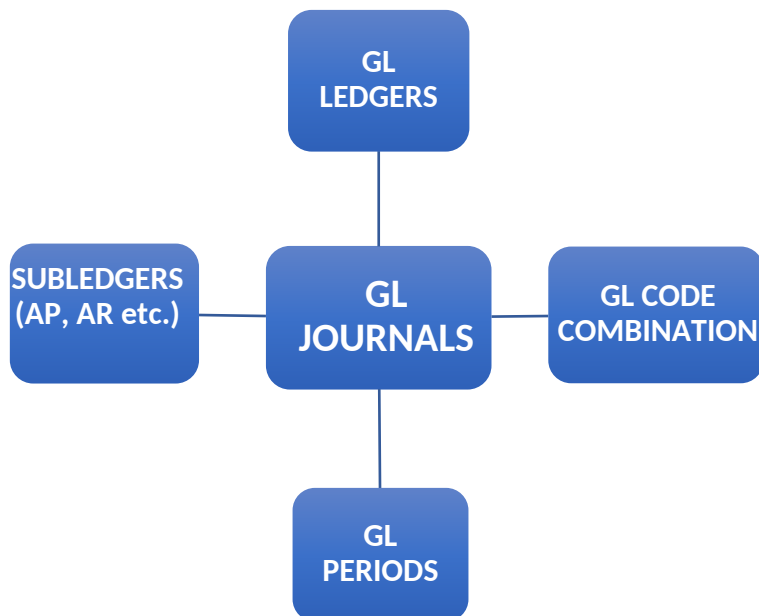 GL
LEDGERS
SUBLEDGERS
(AP, AR etc.)
GL
JOURNALS
GL CODE
COMBINATION
GL
PERIODS